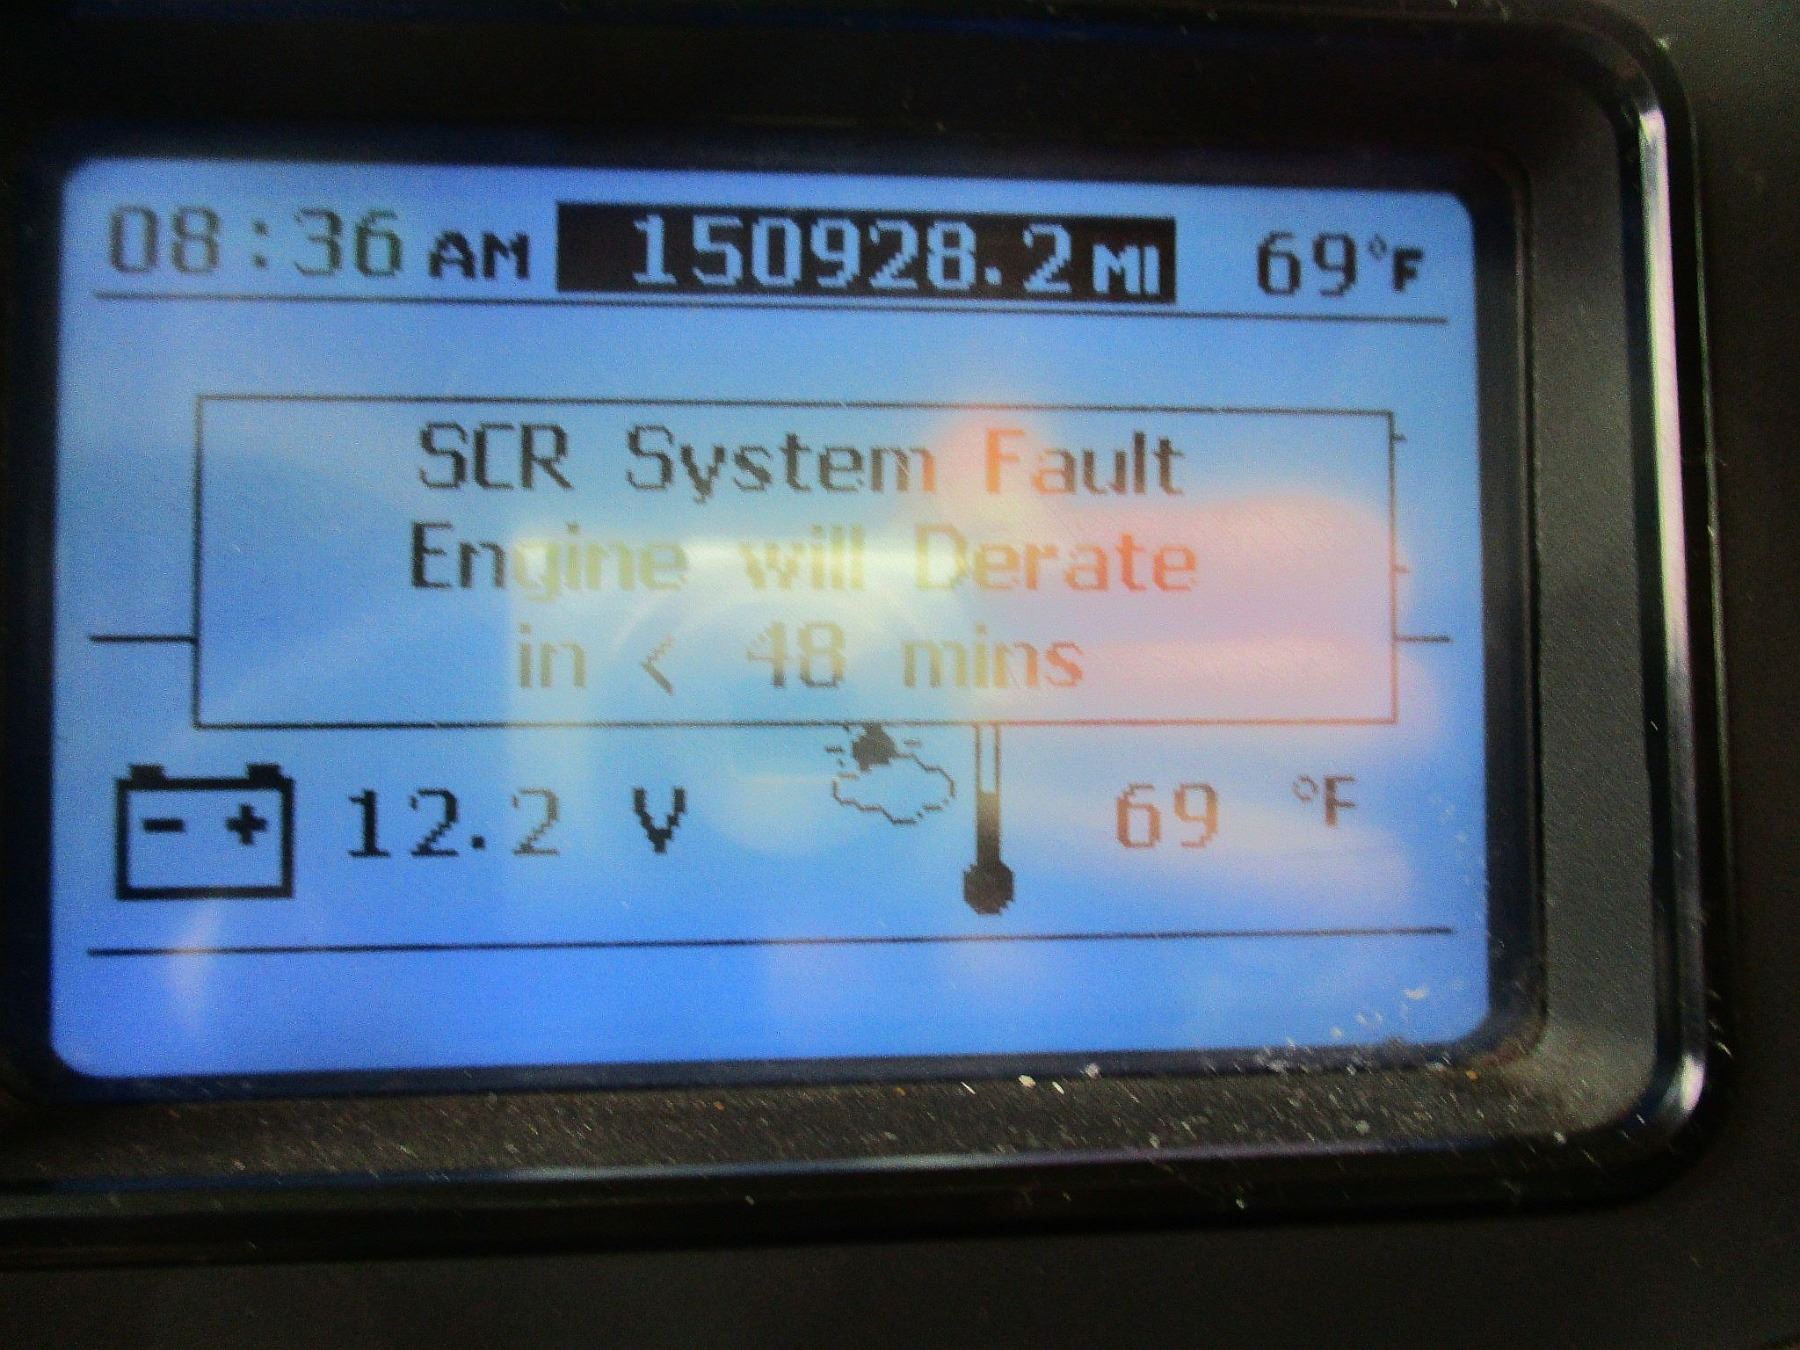 08:36 AM 150928.2 MI 69°F
SCR System Fault
Engine will Derate
in < 48 mins
- + 12.2 V 69 °F